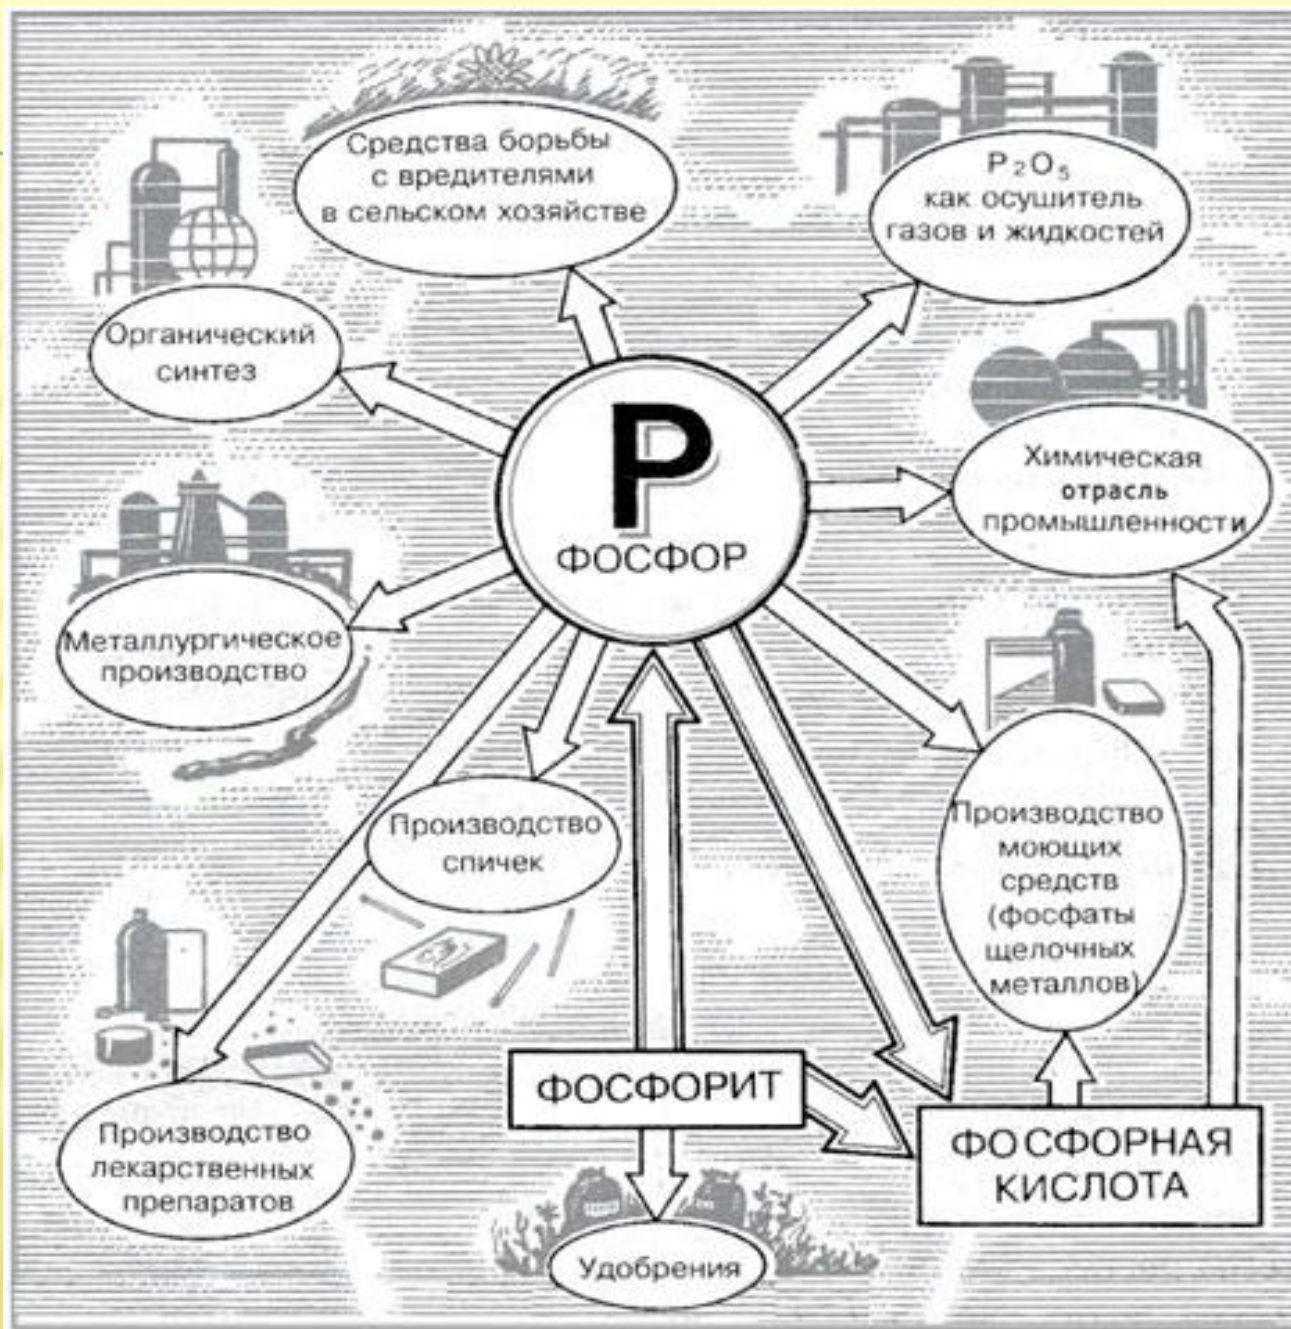 Средства борьбы
с вредителями
в сельском хозяйстве
P₂O₅
как осушитель
газов и жидкостей
Органический
синтез
P
ФОСФОР
Химическая
отрасль
промышленности
Металлургическое
производство
Производство
спичек
Производство
моющих
средств
(фосфаты
щелочных
металлов)
ФОСФОРИТ
ФОСФОРНАЯ
КИСЛОТА
Производство
лекарственных
препаратов
Удобрения